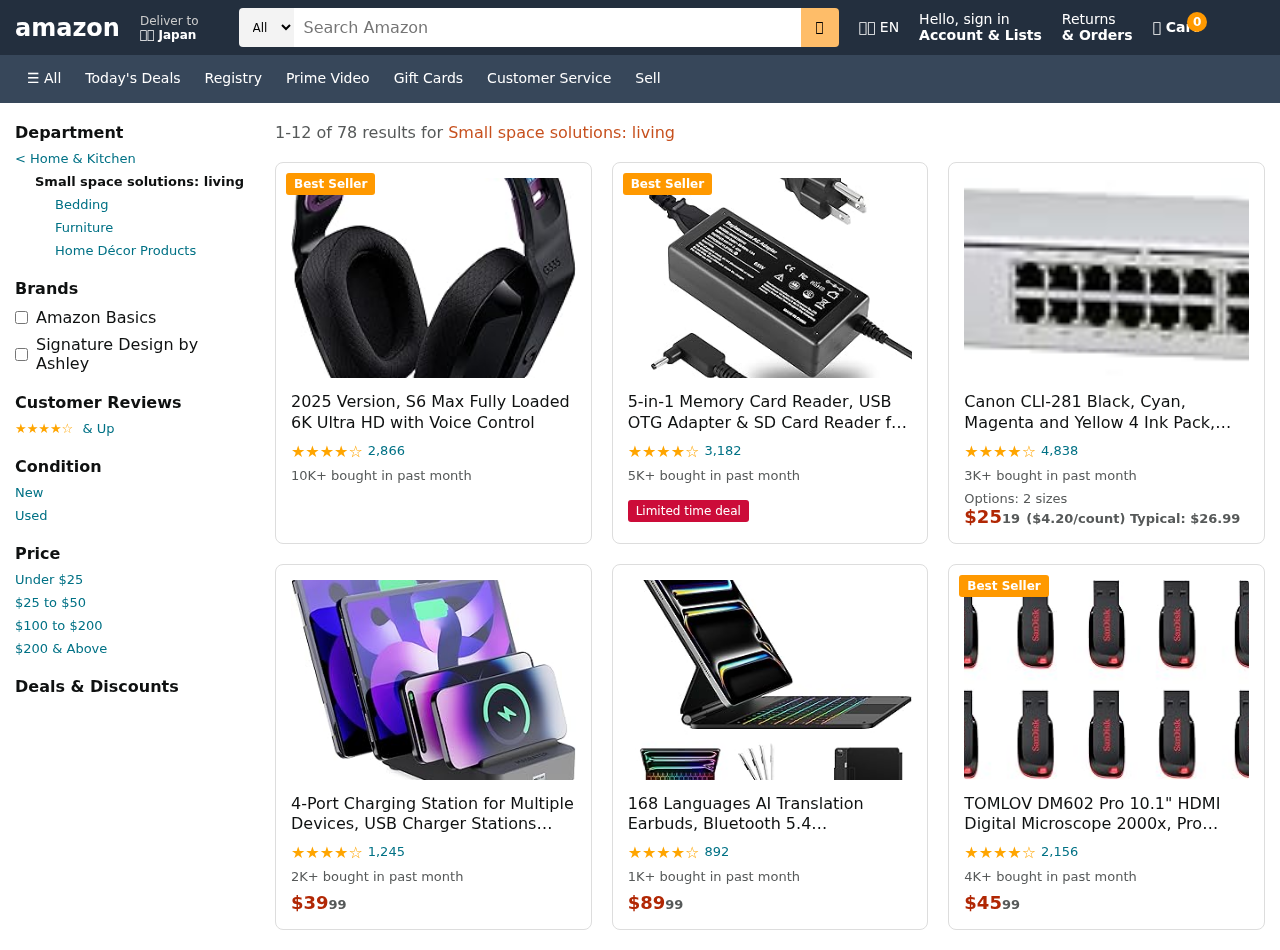 amazon
Deliver to
Japan
All
Search Amazon
EN
Hello, sign in
Account & Lists
Returns
& Orders
0
☰ All
Today's Deals
Registry
Prime Video
Gift Cards
Customer Service
Sell
Department
< Home & Kitchen
Small space solutions: living
Bedding
Furniture
Home Décor Products
Brands
Amazon Basics
Signature Design by
Ashley
Customer Reviews
★★★★☆ & Up
Condition
New
Used
Price
Under $25
$25 to $50
$100 to $200
$200 & Above
Deals & Discounts
1-12 of 78 results for Small space solutions: living
Best Seller
2025 Version, S6 Max Fully Loaded
6K Ultra HD with Voice Control
★★★★☆ 2,866
10K+ bought in past month
Best Seller
5-in-1 Memory Card Reader, USB
OTG Adapter & SD Card Reader f…
★★★★☆ 3,182
5K+ bought in past month
Limited time deal
Canon CLI-281 Black, Cyan,
Magenta and Yellow 4 Ink Pack,…
★★★★☆ 4,838
3K+ bought in past month
Options: 2 sizes
$2519 ($4.20/count) Typical: $26.99
4-Port Charging Station for Multiple
Devices, USB Charger Stations…
★★★★☆ 1,245
2K+ bought in past month
$3999
168 Languages AI Translation
Earbuds, Bluetooth 5.4…
★★★★☆ 892
1K+ bought in past month
$8999
Best Seller
SanDisk
SanDisk
SanDisk
SanDisk
SanDisk
SanDisk
TOMLOV DM602 Pro 10.1" HDMI
Digital Microscope 2000x, Pro…
★★★★☆ 2,156
4K+ bought in past month
$4599